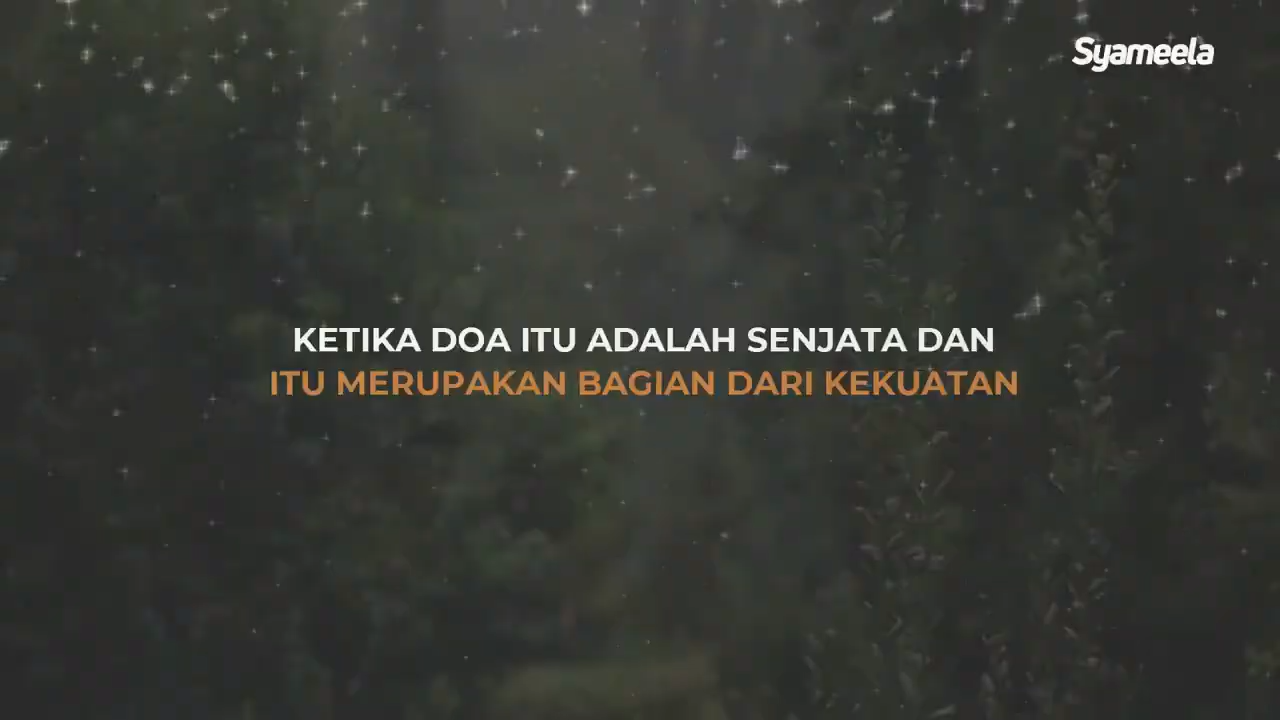 Syameela
KETIKA DOA ITU ADALAH SENJATA DAN
ITU MERUPAKAN BAGIAN DARI KEKUATAN